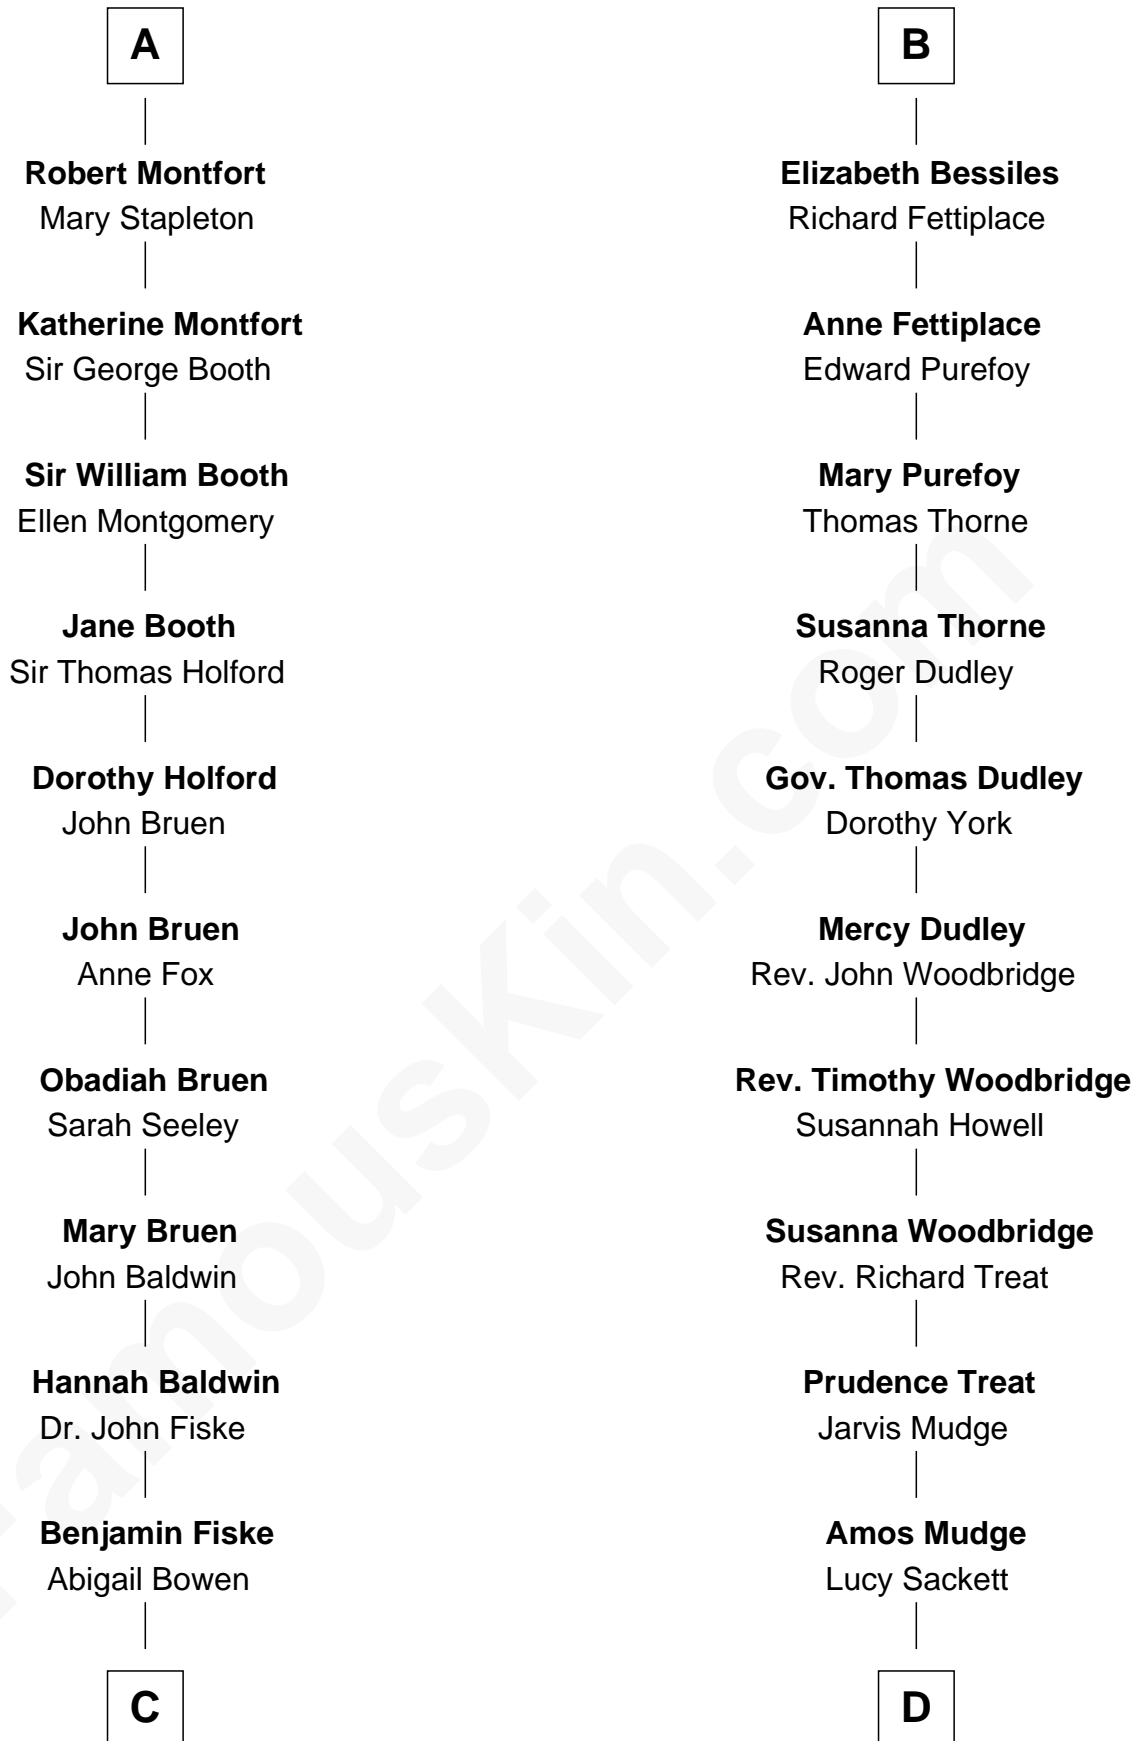 A
Robert Montfort
Mary Stapleton
Katherine Montfort
Sir George Booth
Sir William Booth
Ellen Montgomery
Jane Booth
Sir Thomas Holford
Dorothy Holford
John Bruen
John Bruen
Anne Fox
Obadiah Bruen
Sarah Seeley
Mary Bruen
John Baldwin
Hannah Baldwin
Dr. John Fiske
Benjamin Fiske
Abigail Bowen
C
B
Elizabeth Bessiles
Richard Fettiplace
Anne Fettiplace
Edward Purefoy
Mary Purefoy
Thomas Thorne
Susanna Thorne
Roger Dudley
Gov. Thomas Dudley
Dorothy York
Mercy Dudley
Rev. John Woodbridge
Rev. Timothy Woodbridge
Susannah Howell
Susanna Woodbridge
Rev. Richard Treat
Prudence Treat
Jarvis Mudge
Amos Mudge
Lucy Sackett
D
FamousKin.com